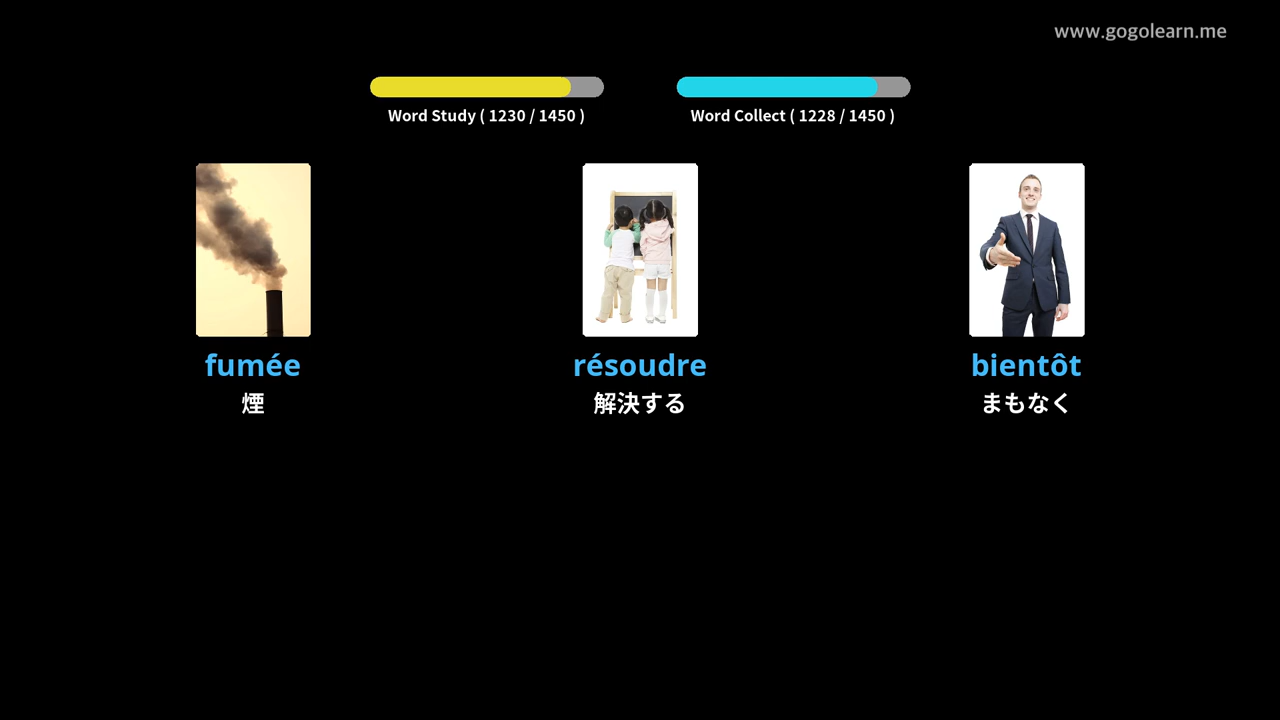 www.gogolearn.me
Word Study ( 1230 / 1450 )
Word Collect ( 1228 / 1450 )
fumée
résoudre
bientôt
煙
解決する
まもなく